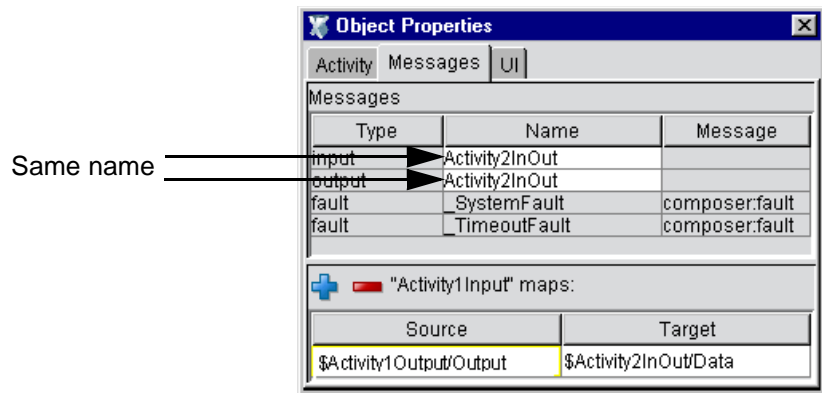 Object Properties
Activity Messages UI
Messages
Type Name Message
Same name
input Activity2InOut
output Activity2InOut
fault _SystemFault composer:fault
fault _TimeoutFault composer:fault
"Activity1Input" maps:
Source Target
$Activity1Output/Output $Activity2InOut/Data